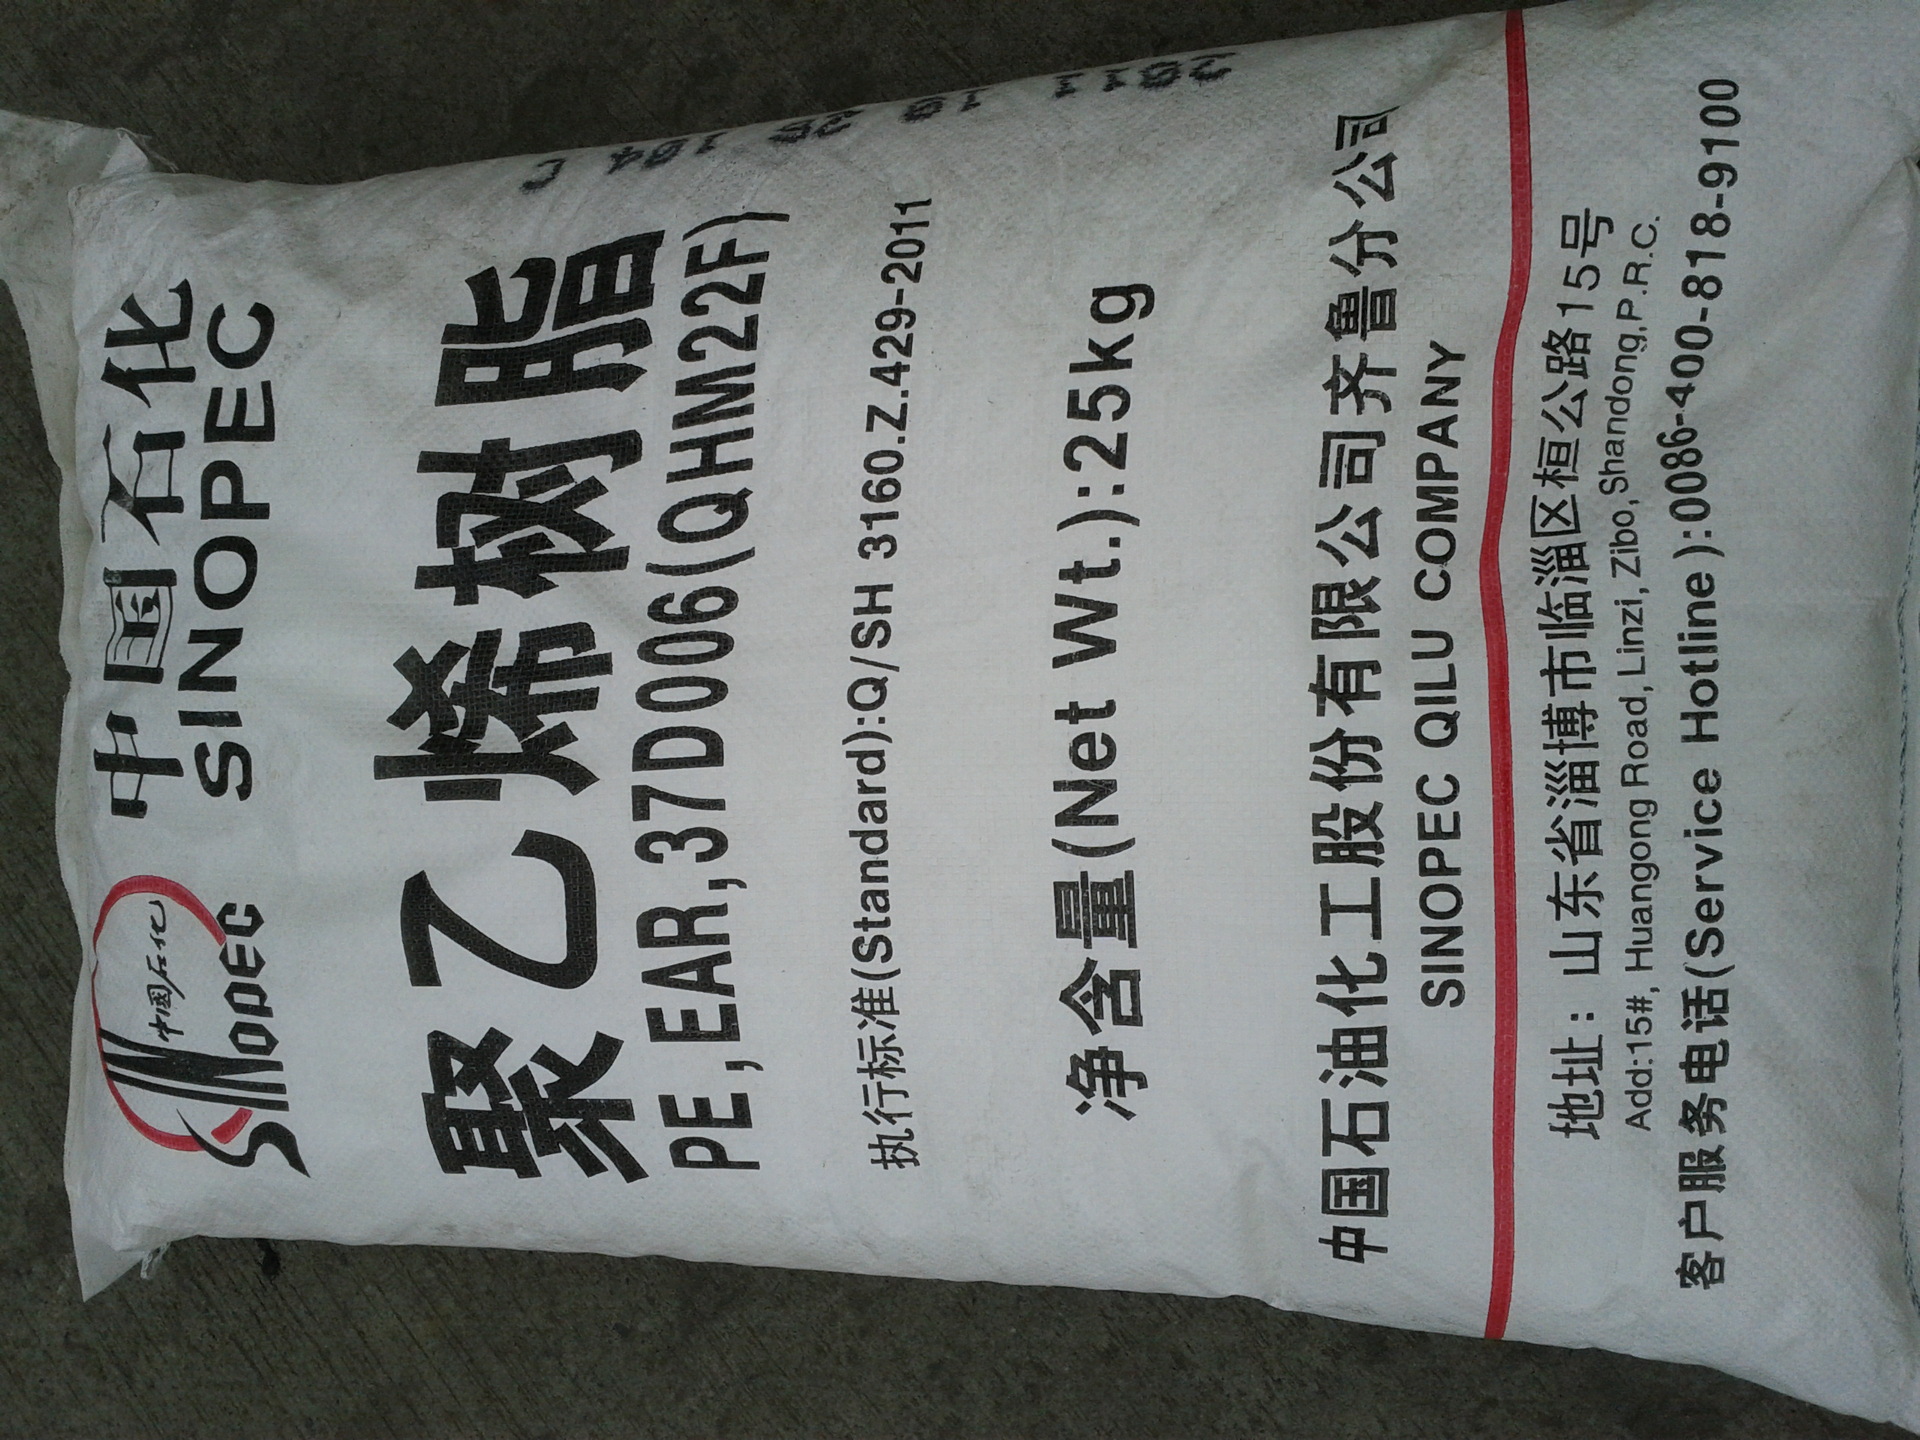 中國石化
SINOPEC
中国石化
SINOPEC
聚乙烯树脂
PE,EAR,37D006(QHM22F)
执行标准(Standard):Q/SH 3160.Z.429-2011
净含量(Net Wt.):25kg
中国石油化工股份有限公司齐鲁分公司
SINOPEC QILU COMPANY
地址: 山东省淄博市临淄区桓公路15号
Add:15#, Huangong Road, Linzi, Zibo, Shandong,P.R.C.
客户服务电话(Service Hotline):0086-400-818-9100